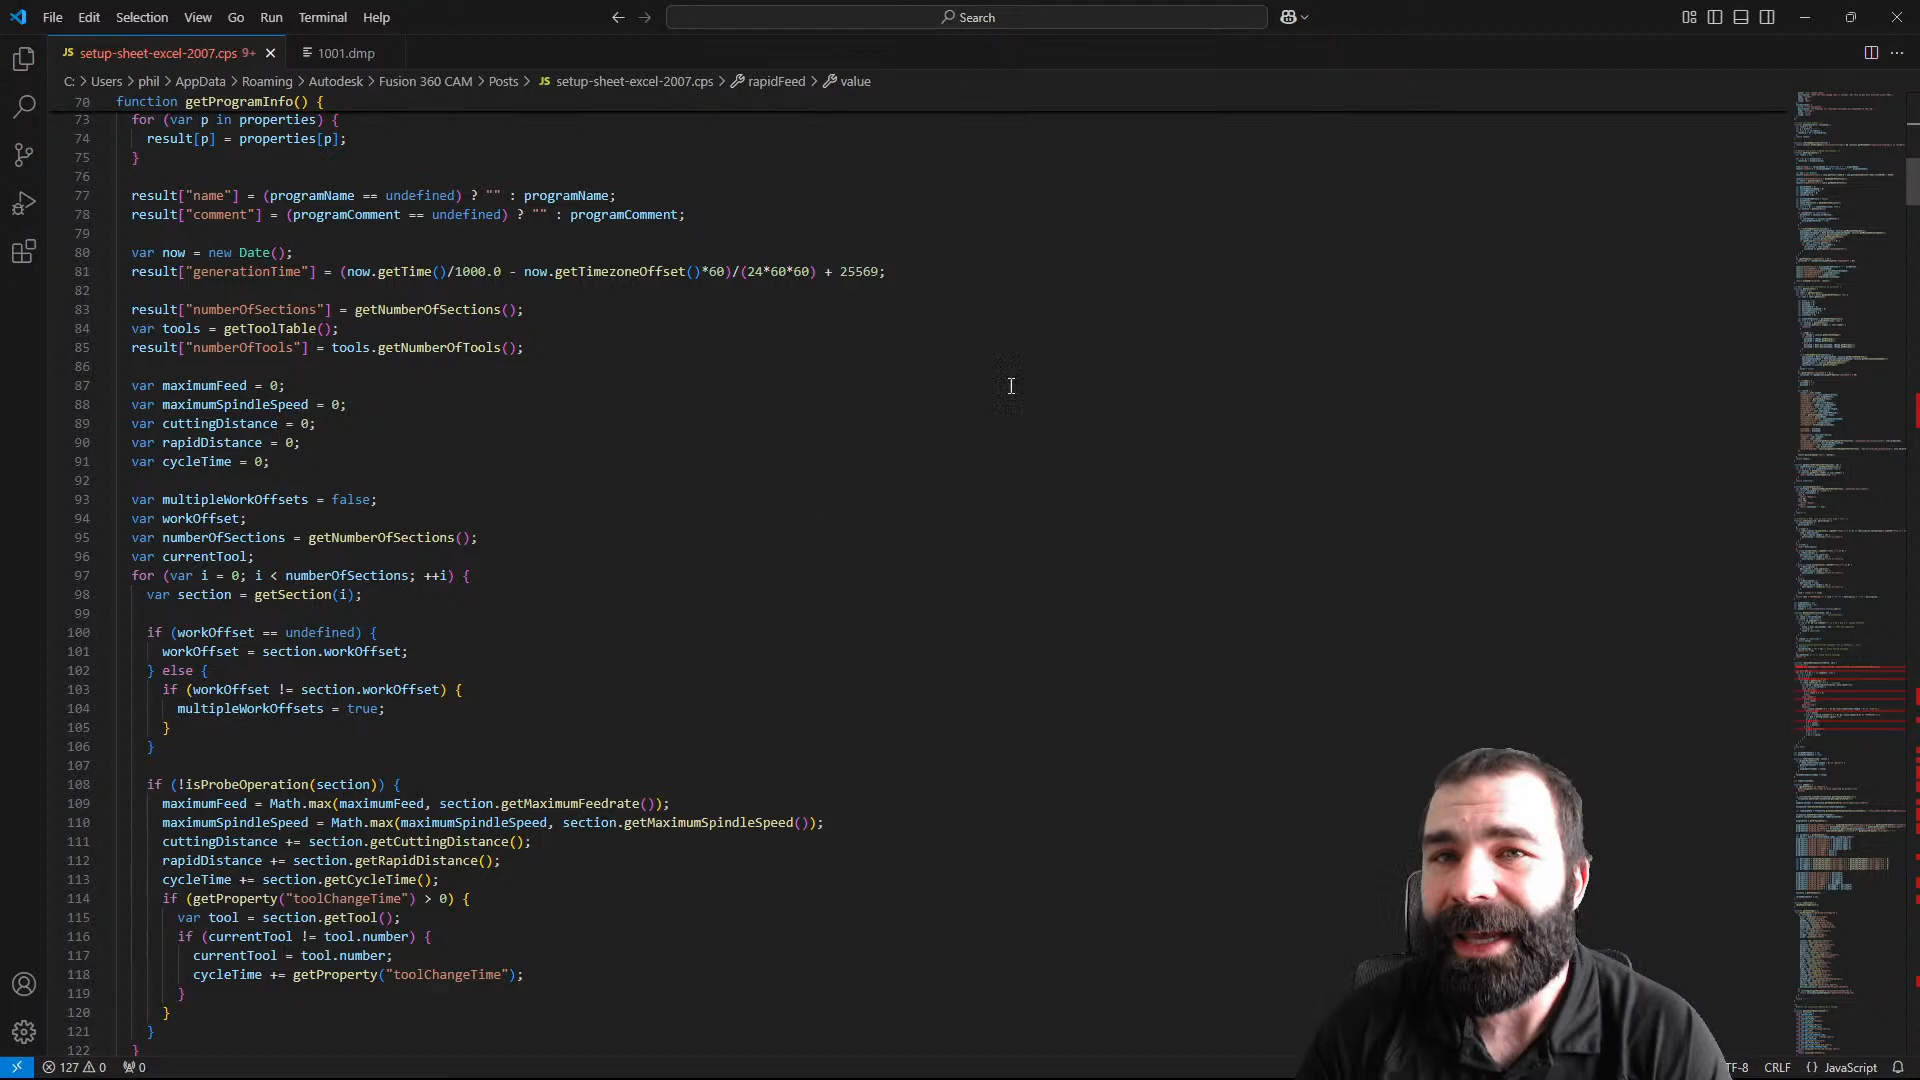 File Edit Selection View Go Run Terminal Help Search
JS setup-sheet-excel-2007.cps 9+ 1001.dmp
C: > Users > phil > AppData > Roaming > Autodesk > Fusion 360 CAM > Posts > JS setup-sheet-excel-2007.cps > rapidFeed > value
70 function getProgramInfo() {
73 for (var p in properties) {
74 result[p] = properties[p];
75 }
76
77 result["name"] = (programName == undefined) ? "" : programName;
78 result["comment"] = (programComment == undefined) ? "" : programComment;
79
80 var now = new Date();
81 result["generationTime"] = (now.getTime()/1000.0 - now.getTimezoneOffset()*60)/(24*60*60) + 25569;
82
83 result["numberOfSections"] = getNumberOfSections();
84 var tools = getToolTable();
85 result["numberOfTools"] = tools.getNumberOfTools();
86
87 var maximumFeed = 0;
88 var maximumSpindleSpeed = 0;
89 var cuttingDistance = 0;
90 var rapidDistance = 0;
91 var cycleTime = 0;
92
93 var multipleWorkOffsets = false;
94 var workOffset;
95 var numberOfSections = getNumberOfSections();
96 var currentTool;
97 for (var i = 0; i < numberOfSections; ++i) {
98 var section = getSection(i);
99
100 if (workOffset == undefined) {
101 workOffset = section.workOffset;
102 } else {
103 if (workOffset != section.workOffset) {
104 multipleWorkOffsets = true;
105 }
106 }
107
108 if (!isProbeOperation(section)) {
109 maximumFeed = Math.max(maximumFeed, section.getMaximumFeedrate());
110 maximumSpindleSpeed = Math.max(maximumSpindleSpeed, section.getMaximumSpindleSpeed());
111 cuttingDistance += section.getCuttingDistance();
112 rapidDistance += section.getRapidDistance();
113 cycleTime += section.getCycleTime();
114 if (getProperty("toolChangeTime") > 0) {
115 var tool = section.getTool();
116 if (currentTool != tool.number) {
117 currentTool = tool.number;
118 cycleTime += getProperty("toolChangeTime");
119 }
120 }
121 }
122 }
127 0 0 TF-8 CRLF {} JavaScript